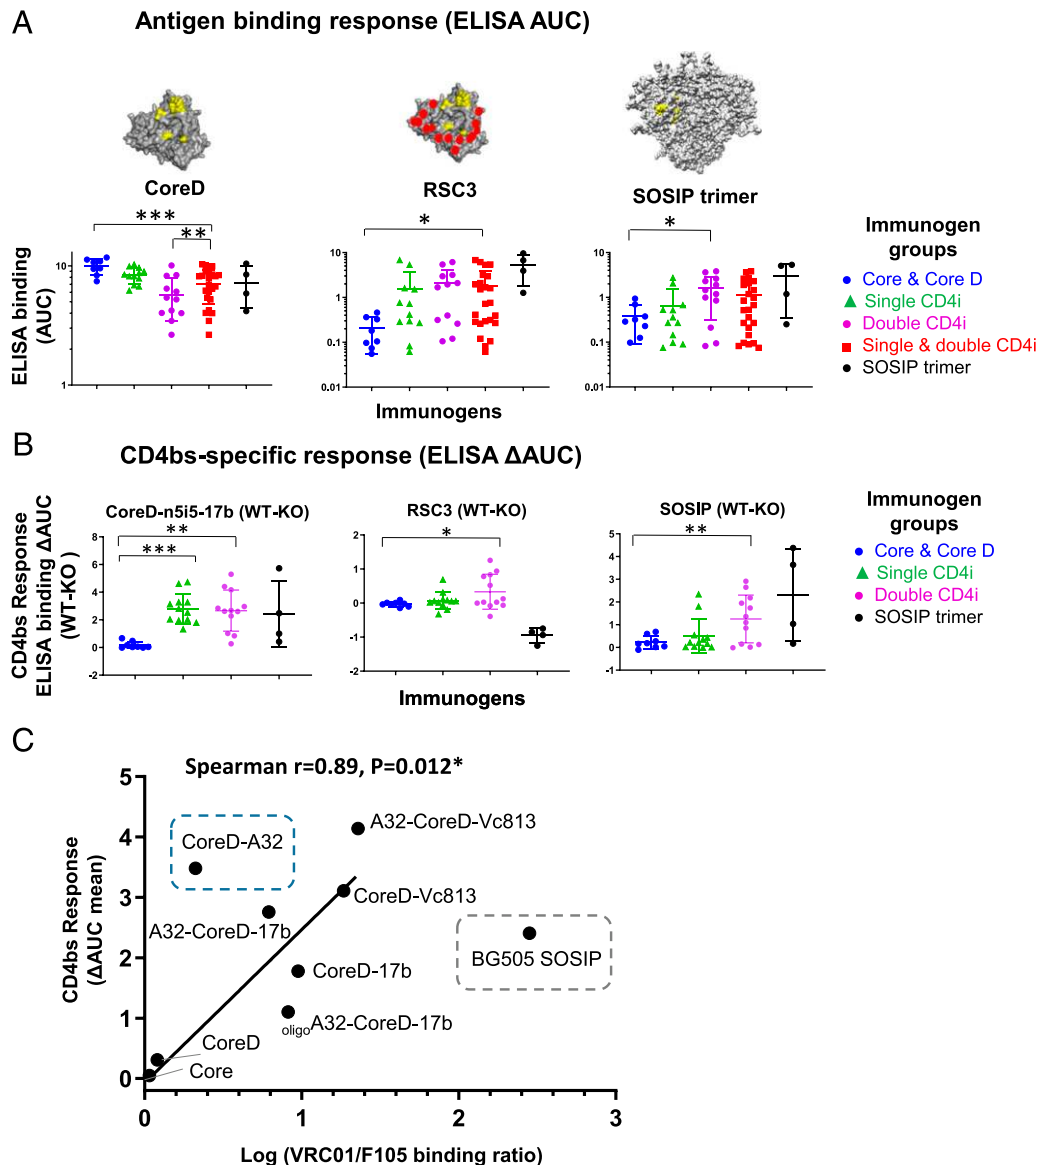 A
Antigen binding response (ELISA AUC)
CoreD
RSC3
SOSIP trimer
ELISA binding
(AUC)
10
1
***
**
10
1
0.1
0.01
*
10
1
0.1
0.01
*
Immunogens
Immunogen
groups
Core & Core D
Single CD4i
Double CD4i
Single & double CD4i
SOSIP trimer
B
CD4bs-specific response (ELISA ΔAUC)
CD4bs Response
ELISA binding ΔAUC
(WT-KO)
CoreD-n5i5-17b (WT-KO)
**
***
8
6
4
2
0
-2
RSC3 (WT-KO)
*
2
1
0
-1
-2
SOSIP (WT-KO)
**
5
4
3
2
1
0
-1
Immunogens
Immunogen
groups
Core & Core D
Single CD4i
Double CD4i
SOSIP trimer
C
Spearman r=0.89, P=0.012*
CD4bs Response
(ΔAUC mean)
5
4
3
2
1
0
A32-CoreD-Vc813
CoreD-A32
CoreD-Vc813
A32-CoreD-17b
BG505 SOSIP
CoreD-17b
oligoA32-CoreD-17b
CoreD
Core
0 1 2 3
Log (VRC01/F105 binding ratio)